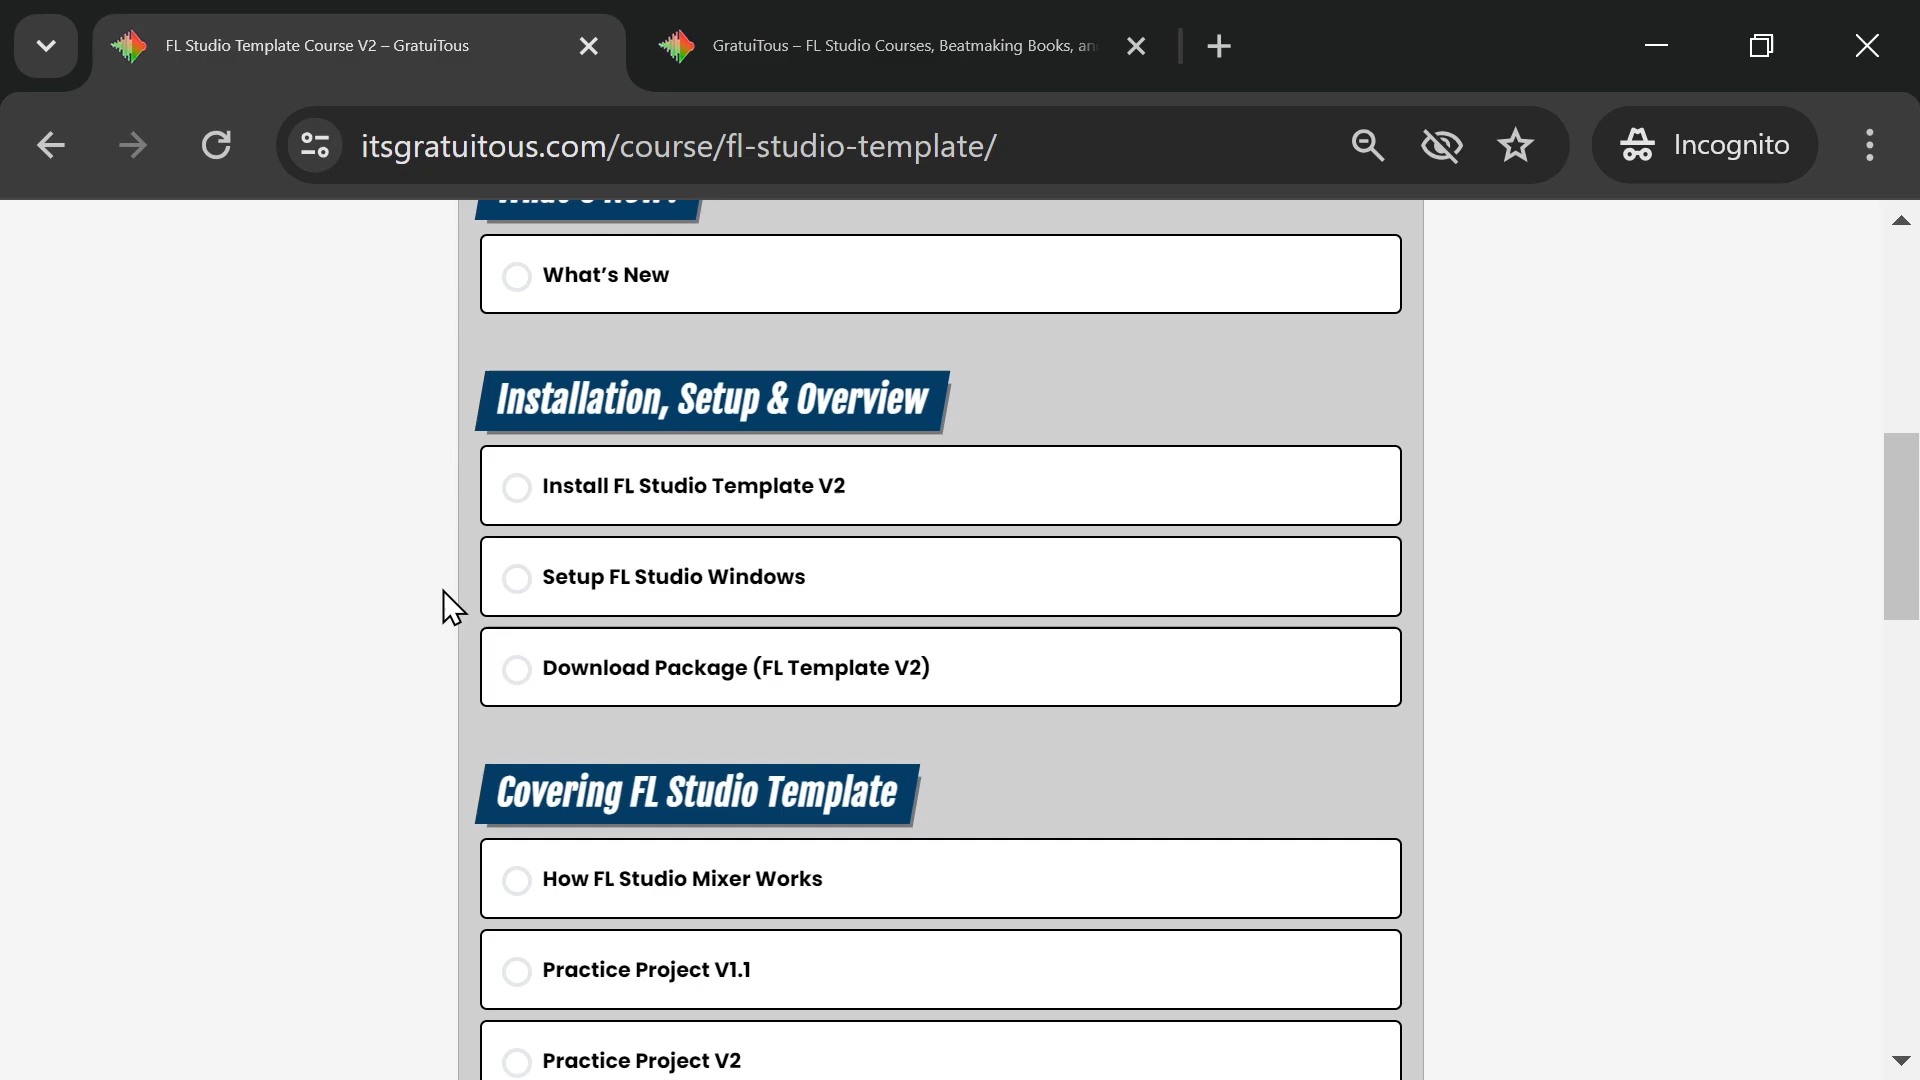 FL Studio Template Course V2 – GratuiTous
GratuiTous – FL Studio Courses, Beatmaking Books, an
itsgratuitous.com/course/fl-studio-template/
Incognito
What's New
Installation, Setup & Overview
Install FL Studio Template V2
Setup FL Studio Windows
Download Package (FL Template V2)
Covering FL Studio Template
How FL Studio Mixer Works
Practice Project V1.1
Practice Project V2